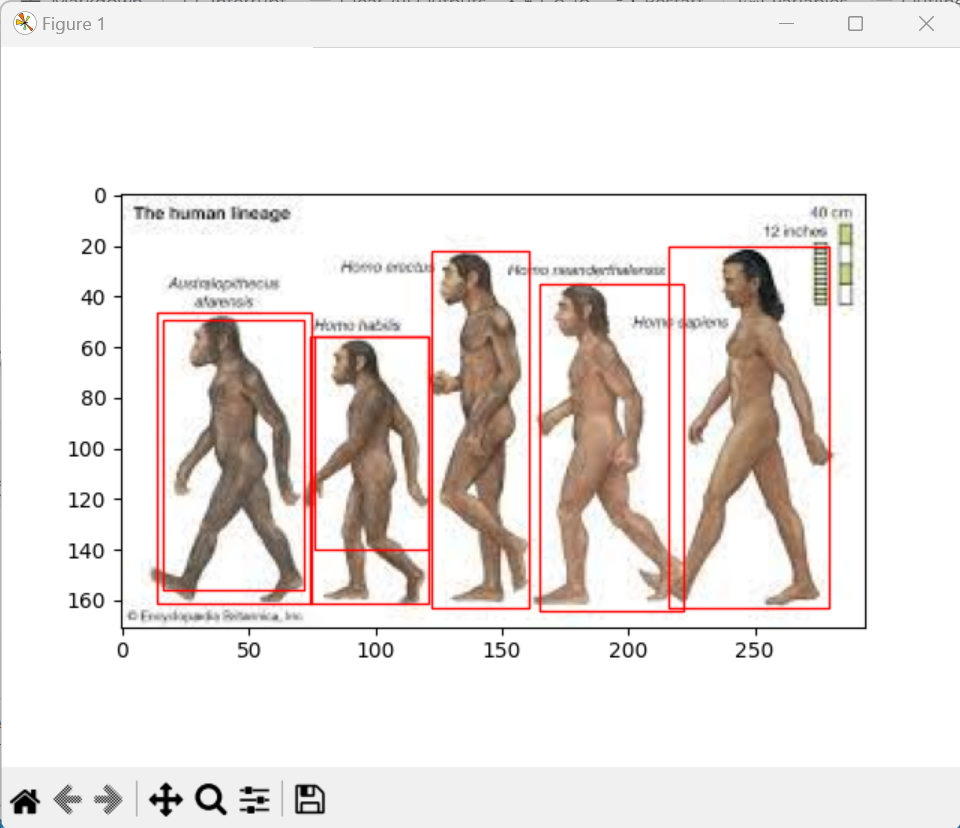 Figure 1
The human lineage
40 cm
12 inches
Australopithecus
afarensis
Homo erectus
Homo neanderthalensis
Homo habilis
Homo sapiens
© Encyclopædia Britannica, Inc.
0
20
40
60
80
100
120
140
160
0
50
100
150
200
250